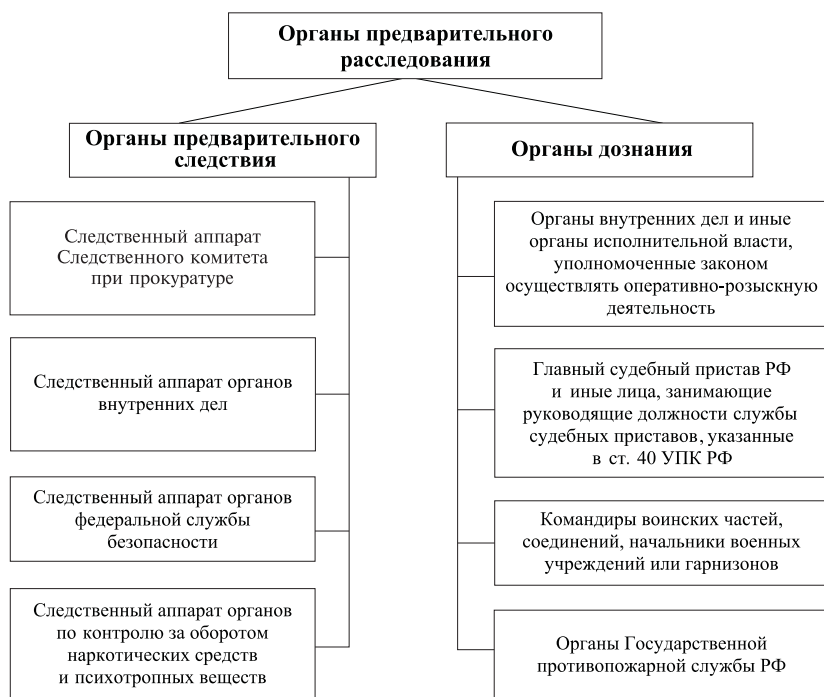 Органы предварительного
расследования
Органы предварительного
следствия
Следственный аппарат
Следственного комитета
при прокуратуре
Следственный аппарат органов
внутренних дел
Следственный аппарат органов
федеральной службы
безопасности
Следственный аппарат органов
по контролю за оборотом
наркотических средств
и психотропных веществ
Органы дознания
Органы внутренних дел и иные
органы исполнительной власти,
уполномоченные законом
осуществлять оперативно-розыскную
деятельность
Главный судебный пристав РФ
и иные лица, занимающие
руководящие должности службы
судебных приставов, указанные
в ст. 40 УПК РФ
Командиры воинских частей,
соединений, начальники военных
учреждений или гарнизонов
Органы Государственной
противопожарной службы РФ